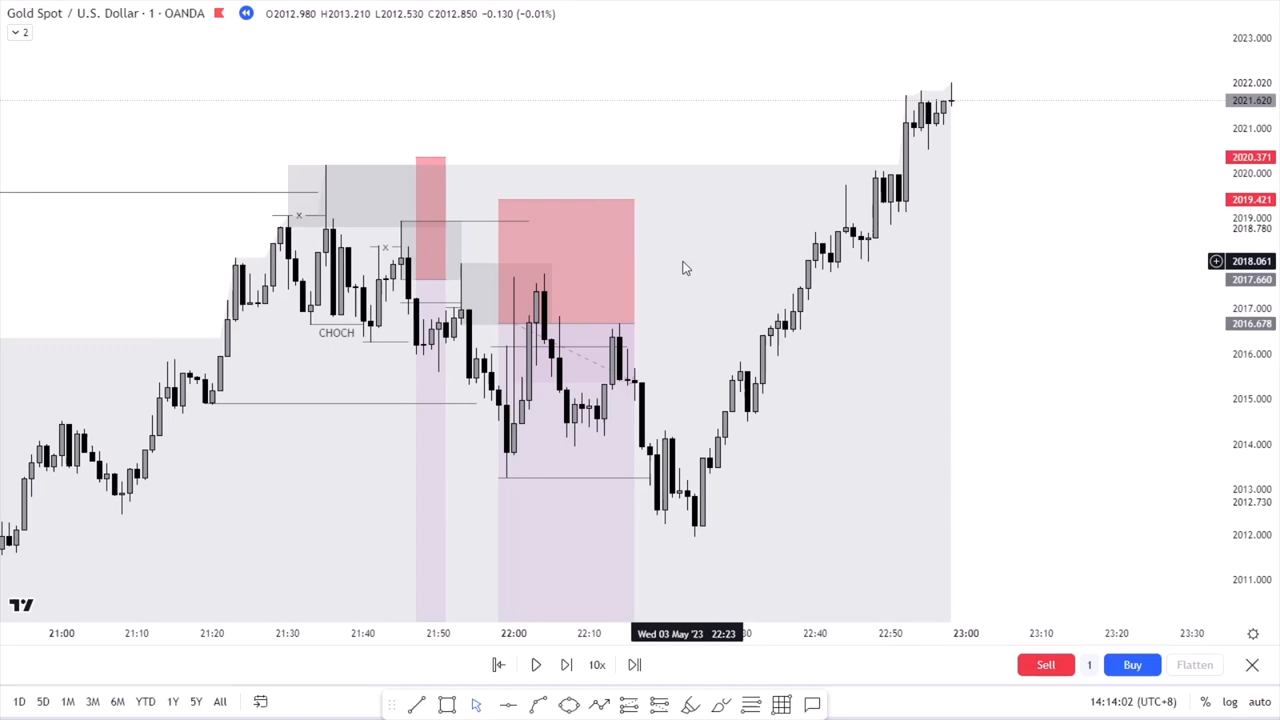 Gold Spot / U.S. Dollar · 1 · OANDA O2012.980 H2013.210 L2012.530 C2012.850 −0.130 (−0.01%)
2
2023.000
2022.020
2021.620
2021.000
2020.371
2020.000
2019.421
2019.000
2018.780
2018.061
2017.660
2017.000
2016.678
2016.000
2015.000
2014.000
2013.000
2012.730
2012.000
2011.000
x
x
CHOCH
21:00 21:10 21:20 21:30 21:40 21:50 22:00 22:10 Wed 03 May '23 22:23 22:40 22:50 23:00 23:10 23:20 23:30
10x
Sell 1 Buy Flatten
1D 5D 1M 3M 6M YTD 1Y 5Y All
14:14:02 (UTC+8) % log auto